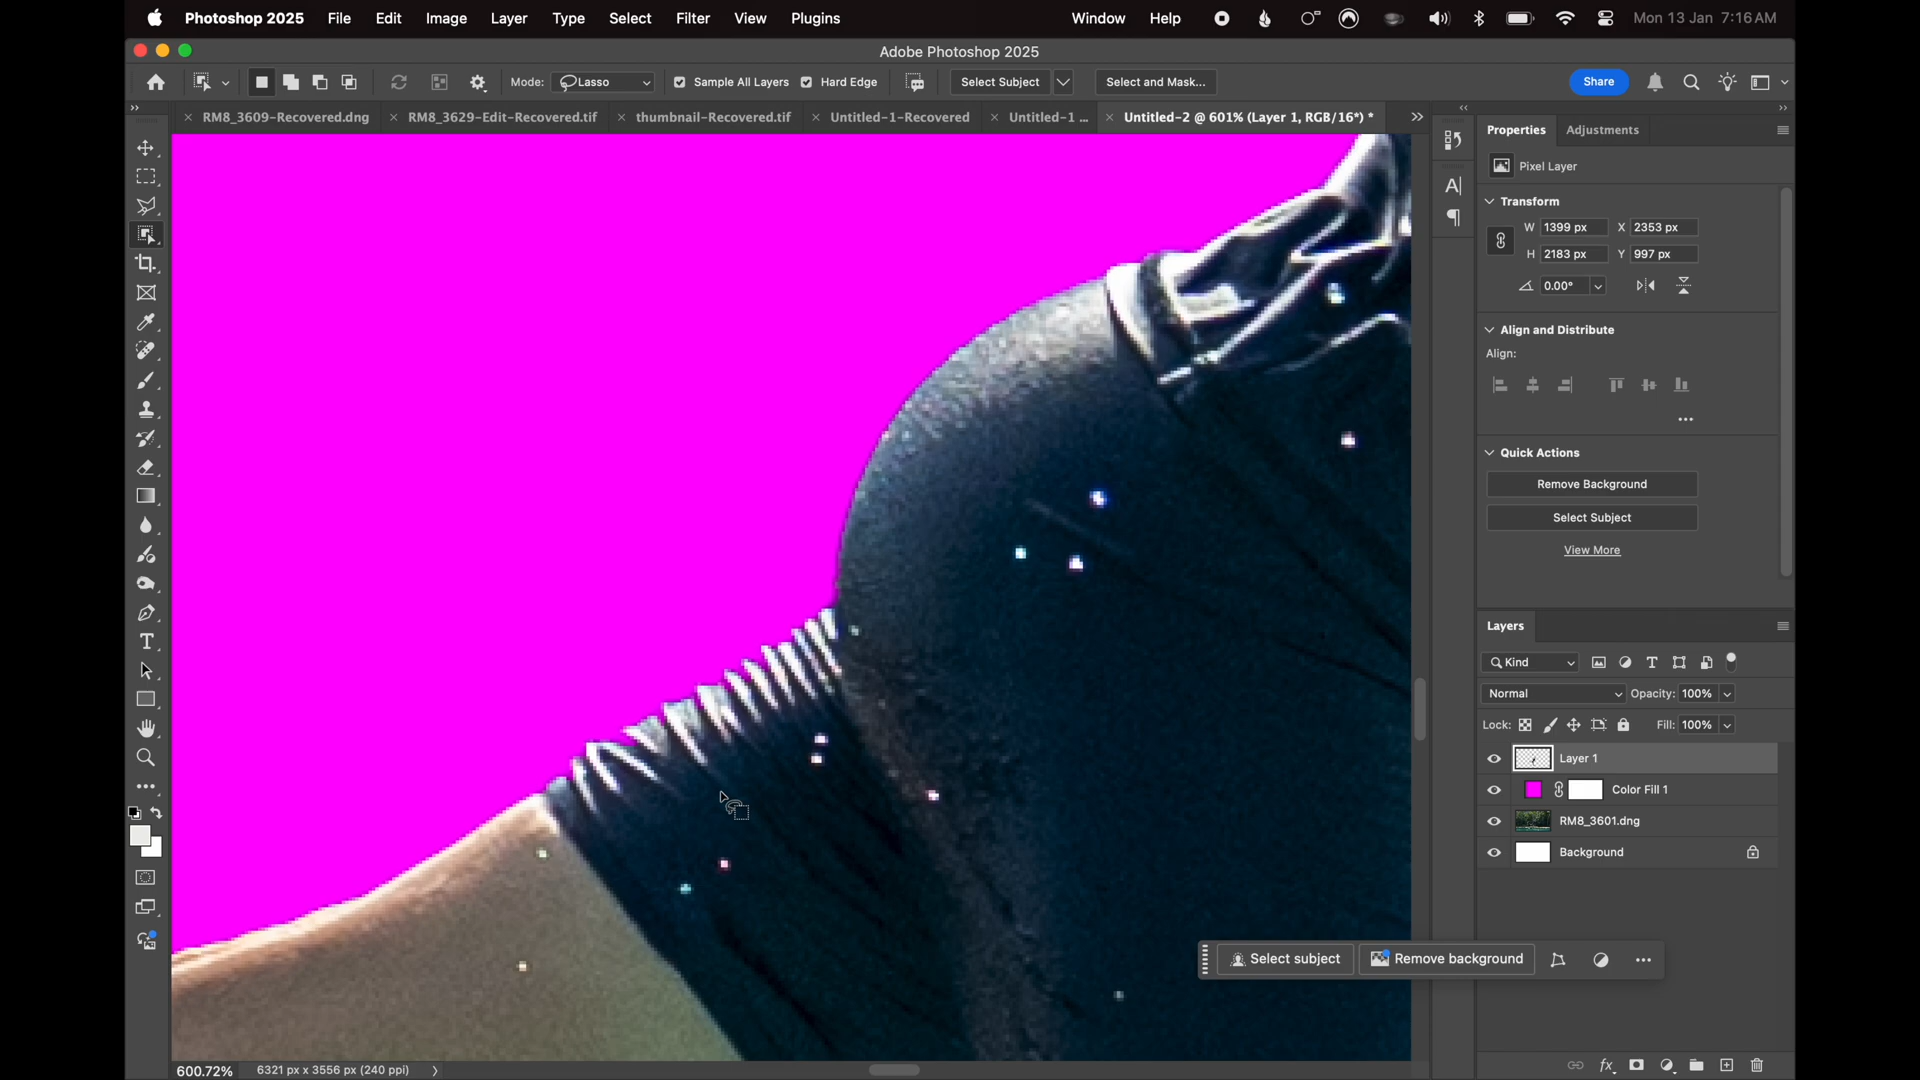 Photoshop 2025 File Edit Image Layer Type Select Filter View Plugins Window Help Mon 13 Jan 7:16 AM
Adobe Photoshop 2025
Mode: Lasso Sample All Layers Hard Edge Select Subject Select and Mask... Share
RM8_3609-Recovered.dng RM8_3629-Edit-Recovered.tif thumbnail-Recovered.tif Untitled-1-Recovered Untitled-1 ... Untitled-2 @ 601% (Layer 1, RGB/16*) *
Properties Adjustments
Pixel Layer
Transform
W 1399 px X 2353 px
H 2183 px Y 997 px
0.00°
Align and Distribute
Align:
Quick Actions
Remove Background
Select Subject
View More
Layers
Kind
Normal Opacity: 100%
Lock: Fill: 100%
Layer 1
Color Fill 1
RM8_3601.dng
Background
Select subject Remove background
600.72% 6321 px x 3556 px (240 ppi)